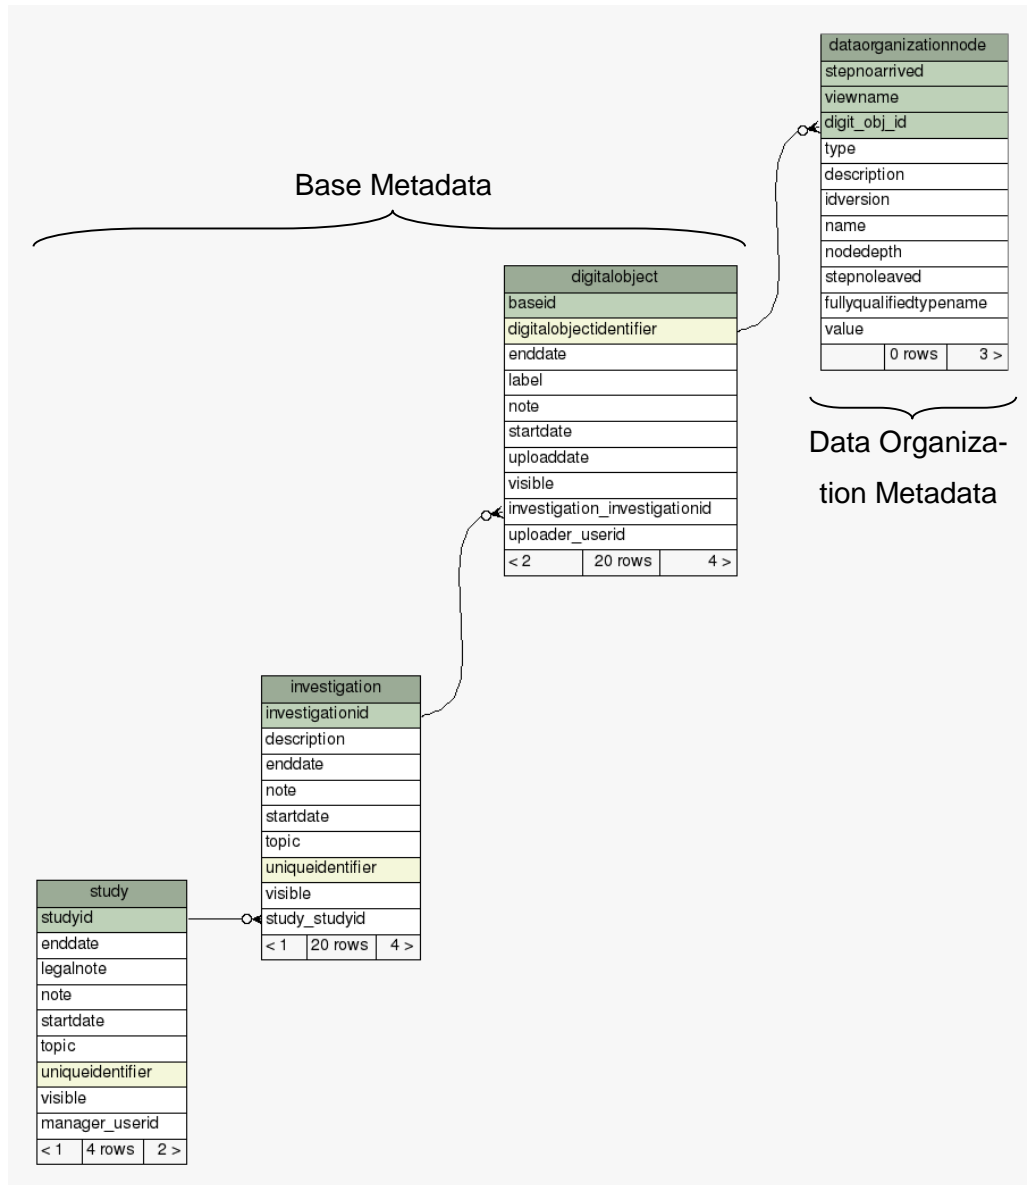 dataorganizationnode
stepnoarrived
viewname
digit_obj_id
type
description
idversion
name
nodedepth
stepnoleaved
fullyqualifiedtypename
value
0 rows 3 >
Data Organiza-
tion Metadata
Base Metadata
digitalobject
baseid
digitalobjectidentifier
enddate
label
note
startdate
uploaddate
visible
investigation_investigationid
uploader_userid
< 2 20 rows 4 >
investigation
investigationid
description
enddate
note
startdate
topic
uniqueidentifier
visible
study_studyid
< 1 20 rows 4 >
study
studyid
enddate
legalnote
note
startdate
topic
uniqueidentifier
visible
manager_userid
< 1 4 rows 2 >